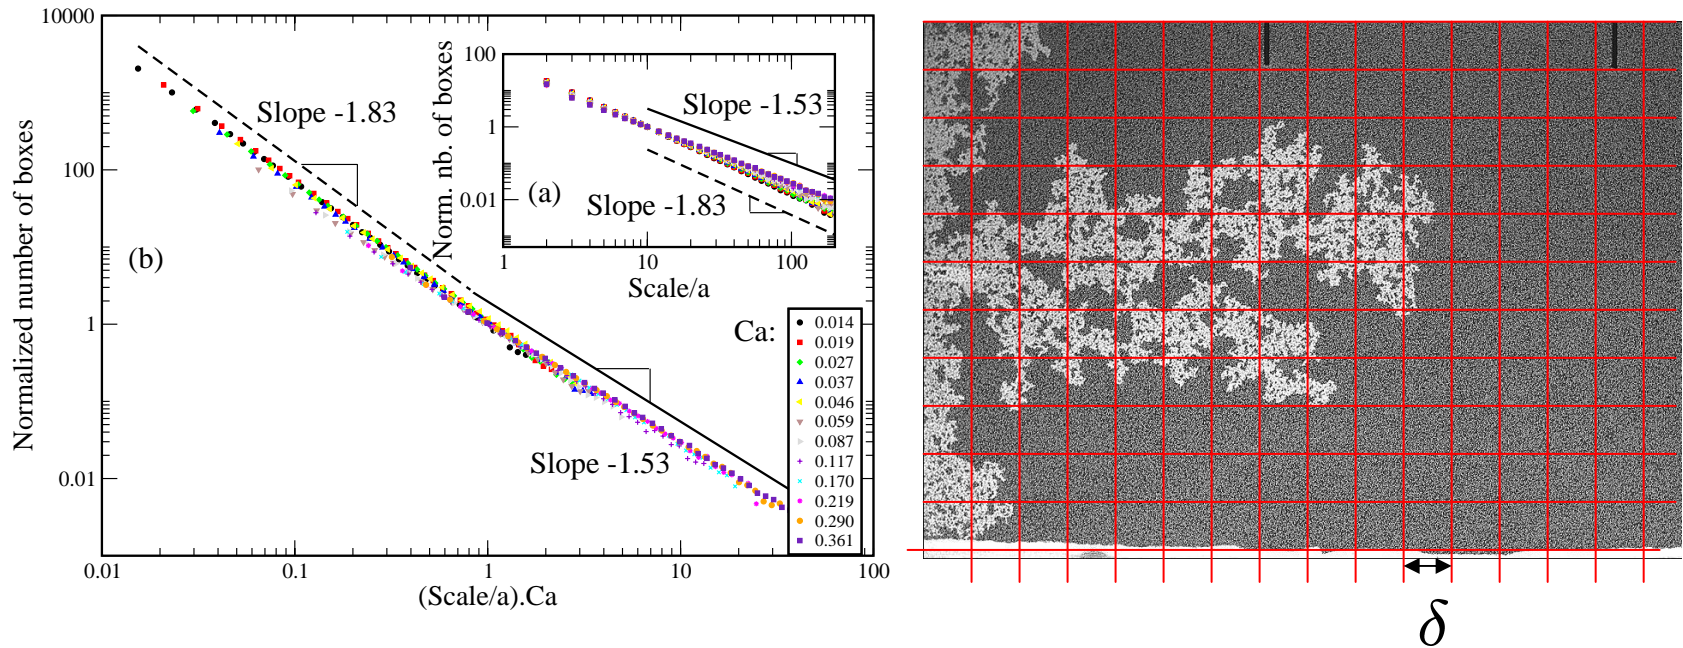 10000
100
1
0.01
Normalized number of boxes
0.01
0.1
1
10
100
(Scale/a).Ca
Slope -1.83
(b)
Slope -1.53
100
1
0.01
Norm. nb. of boxes
1
10
100
Scale/a
Slope -1.53
(a)
Slope -1.83
Ca:
0.014
0.019
0.027
0.037
0.046
0.059
0.087
0.117
0.170
0.219
0.290
0.361
δ